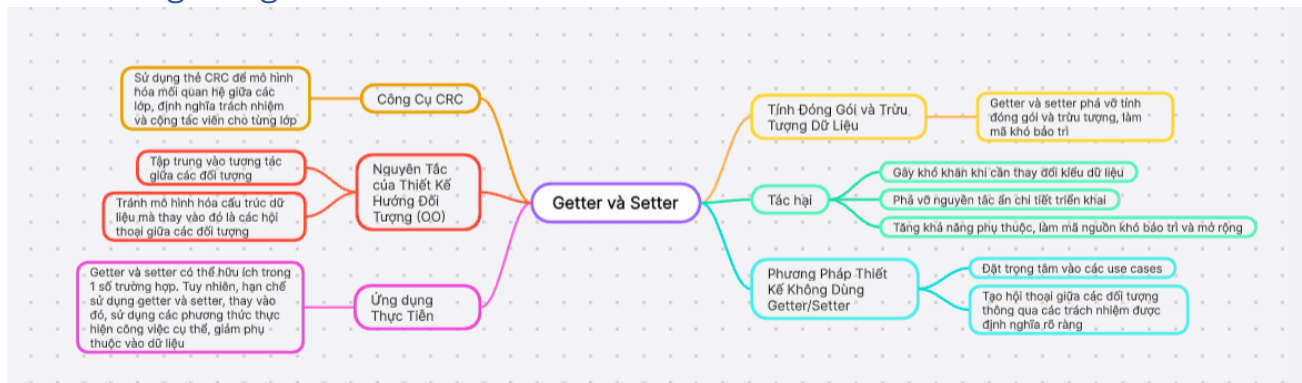 Sử dụng thẻ CRC để mô hình
hóa mối quan hệ giữa các
lớp, định nghĩa trách nhiệm
và cộng tác viên cho từng lớp
Công Cụ CRC
Tập trung vào tương tác
giữa các đối tượng
Tránh mô hình hóa cấu trúc dữ
liệu mà thay vào đó là các hội
thoại giữa các đối tượng
Nguyên Tắc
của Thiết Kế
Hướng Đối
Tượng (OO)
Getter và setter có thể hữu ích trong
1 số trường hợp. Tuy nhiên, hạn chế
sử dụng getter và setter, thay vào
đó, sử dụng các phương thức thực
hiện công việc cụ thể, giảm phụ
thuộc vào dữ liệu
Ứng dụng
Thực Tiễn
Getter và Setter
Tính Đóng Gói và Trừu
Tượng Dữ Liệu
Getter và setter phá vỡ tính
đóng gói và trừu tượng, làm
mã khó bảo trì
Tác hại
Gây khó khăn khi cần thay đổi kiểu dữ liệu
Phá vỡ nguyên tắc ẩn chi tiết triển khai
Tăng khả năng phụ thuộc, làm mã nguồn khó bảo trì và mở rộng
Phương Pháp Thiết
Kế Không Dùng
Getter/Setter
Đặt trọng tâm vào các use cases
Tạo hội thoại giữa các đối tượng
thông qua các trách nhiệm được
định nghĩa rõ ràng